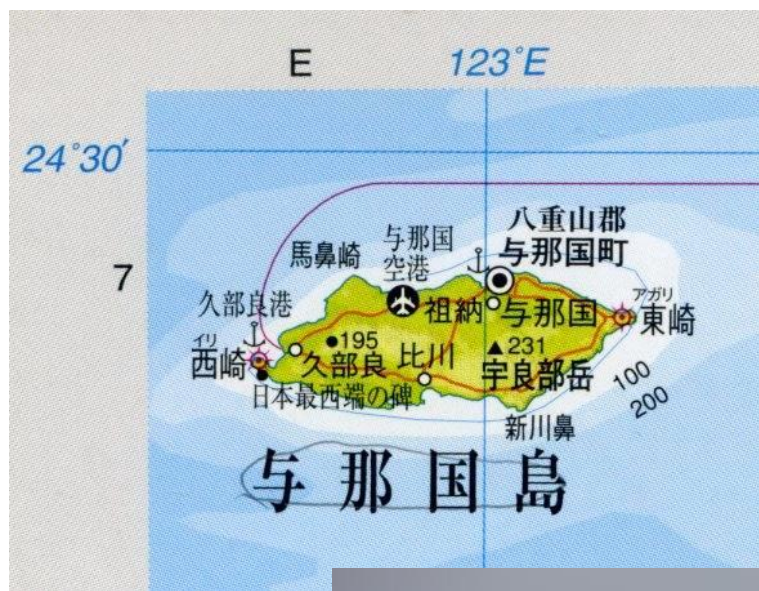 E
123°E
24°30′
7
八重山郡
与那国町
馬鼻崎
与那国
空港
アガリ
東崎
久部良港
祖納
与那国
イリ
西崎
195
久部良
比川
231
宇良部岳
日本最西端の碑
100
200
新川鼻
与那国島